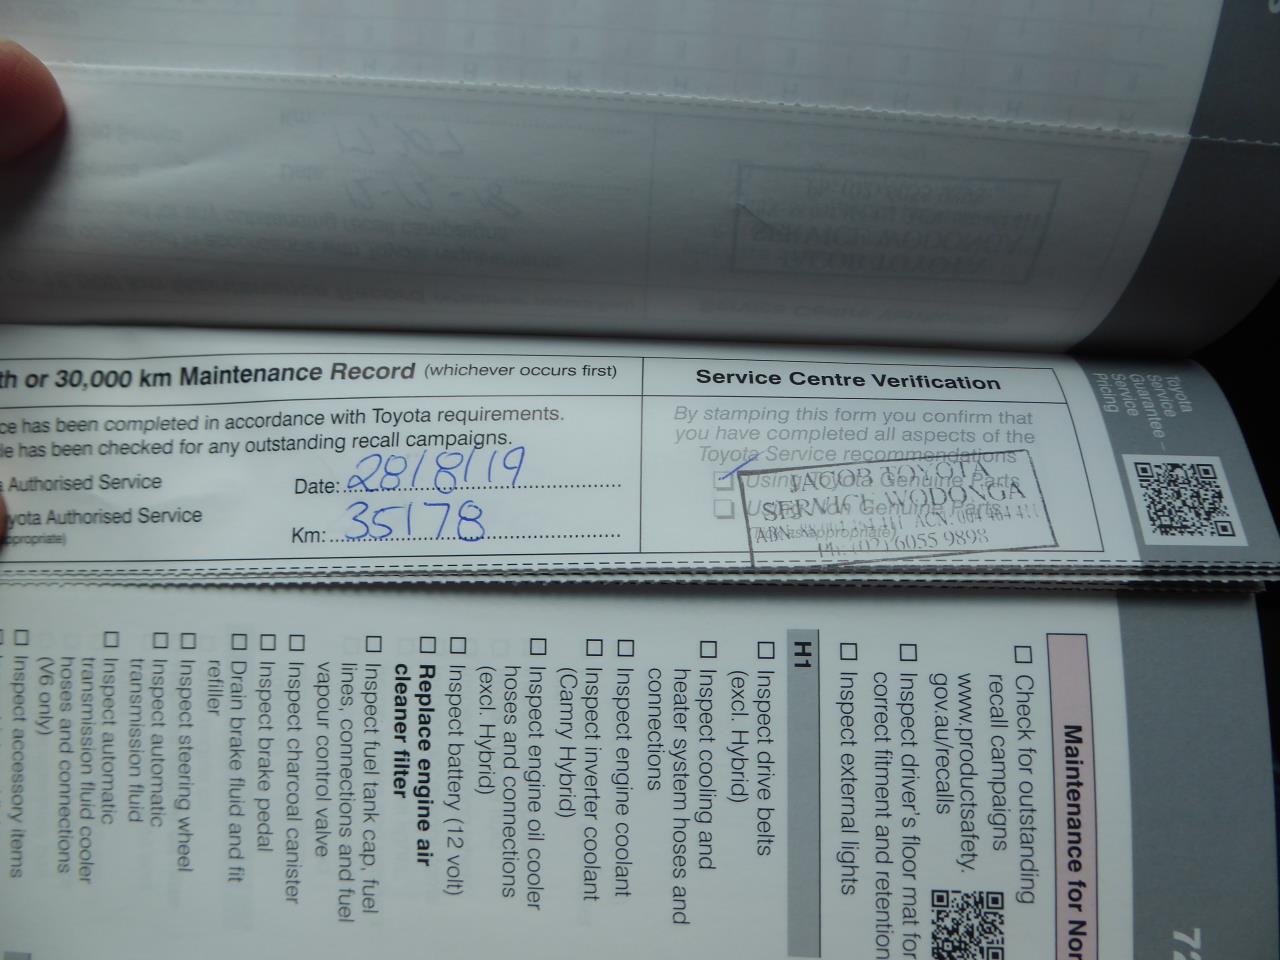 th or 30,000 km Maintenance Record (whichever occurs first)
ce has been completed in accordance with Toyota requirements.
le has been checked for any outstanding recall campaigns.
Authorised Service
yota Authorised Service
ppropriate)
Date: 28/8/19
Km: 35178
Service Centre Verification
By stamping this form you confirm that
you have completed all aspects of the
Toyota Service recommendations
Using Toyota Genuine Parts
Using Non Genuine Parts
JACOB TOYOTA
SERVICE WODONGA
Ph: (02) 6055 9898
Toyota
Service
Guarantee –
Service
Pricing
Maintenance for Nor
72
Check for outstanding
recall campaigns
www.productsafety.
gov.au/recalls
Inspect driver's floor mat for
correct fitment and retention
Inspect external lights
H1
Inspect drive belts
(excl. Hybrid)
Inspect cooling and
heater system hoses and
connections
Inspect engine coolant
Inspect inverter coolant
(Camry Hybrid)
Inspect engine oil cooler
hoses and connections
(excl. Hybrid)
Inspect battery (12 volt)
Replace engine air
cleaner filter
Inspect fuel tank cap, fuel
lines, connections and fuel
vapour control valve
Inspect charcoal canister
Inspect brake pedal
Drain brake fluid and fit
refiller
Inspect steering wheel
Inspect automatic
transmission fluid
Inspect automatic
transmission fluid cooler
hoses and connections
(V6 only)
Inspect accessory items